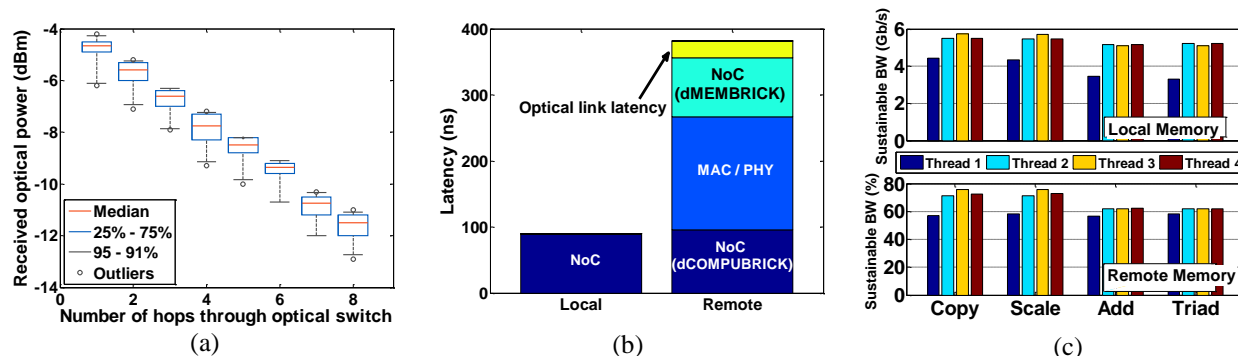 -4
-6
-8
-10
-12
-14
Received optical power (dBm)
Median
25% - 75%
95 - 91%
Outliers
0 2 4 6 8
Number of hops through optical switch
(a)
400
300
200
100
0
Latency (ns)
Optical link latency
NoC
(dMEMBRICK)
MAC / PHY
NoC
NoC
(dCOMPUBRICK)
Local Remote
(b)
6
4
2
0
Sustainable BW (Gb/s)
Local Memory
Thread 1 Thread 2 Thread 3 Thread 4
80
60
40
20
0
Sustainable BW (%)
Remote Memory
Copy Scale Add Triad
(c)